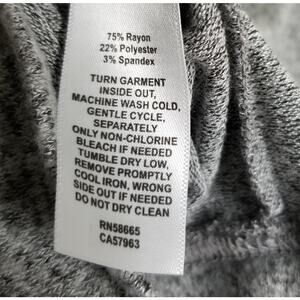 75% Rayon
22% Polyester
3% Spandex
TURN GARMENT
INSIDE OUT,
MACHINE WASH COLD,
GENTLE CYCLE,
SEPARATELY
ONLY NON-CHLORINE
BLEACH IF NEEDED
TUMBLE DRY LOW,
REMOVE PROMPTLY
COOL IRON, WRONG
SIDE OUT IF NEEDED
DO NOT DRY CLEAN
RN58665
CA57963